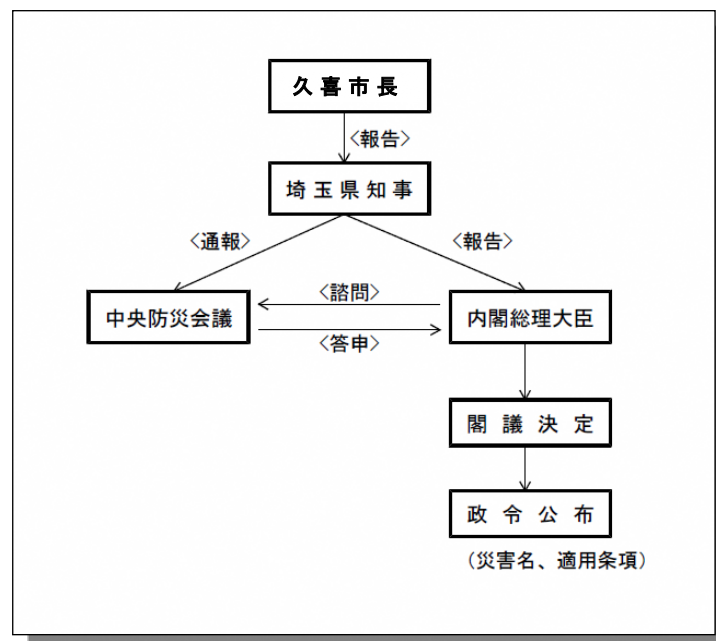 久喜市長
〈報告〉
埼玉県知事
〈通報〉
〈報告〉
中央防災会議
〈諮問〉
〈答申〉
内閣総理大臣
閣議決定
政令公布
（災害名、適用条項）